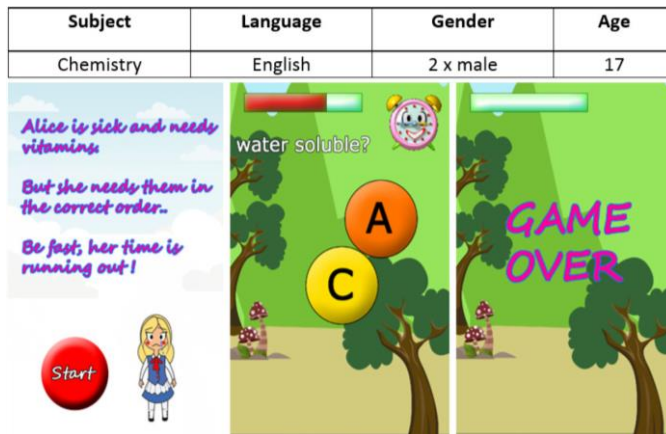 Subject Language Gender Age
Chemistry English 2 x male 17
Alice is sick and needs
vitamins.
But she needs them in
the correct order..
Be fast, her time is
running out!
Start
water soluble?
A
C
GAME
OVER